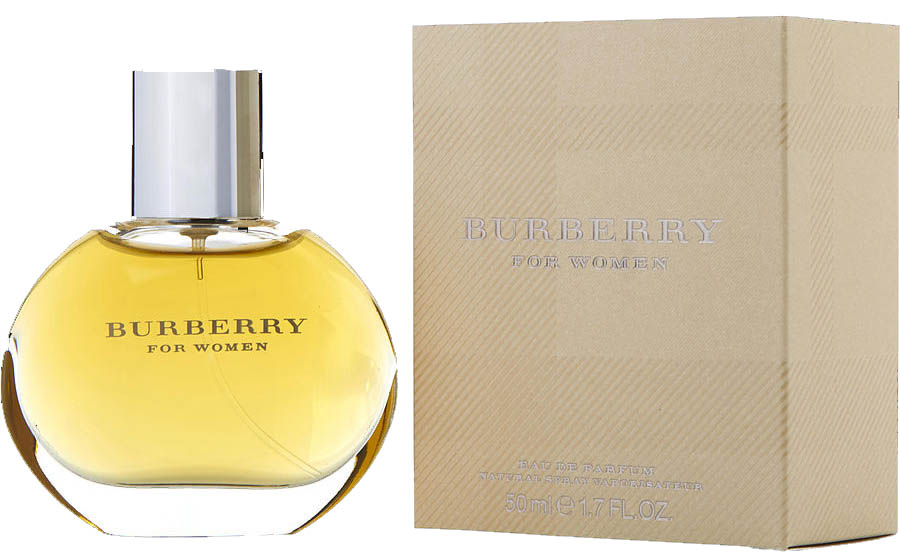 BURBERRY
FOR WOMEN
BURBERRY
FOR WOMEN
EAU DE PARFUM
NATURAL SPRAY VAPORISATEUR
50ml ℮ 1.7 FL.OZ.